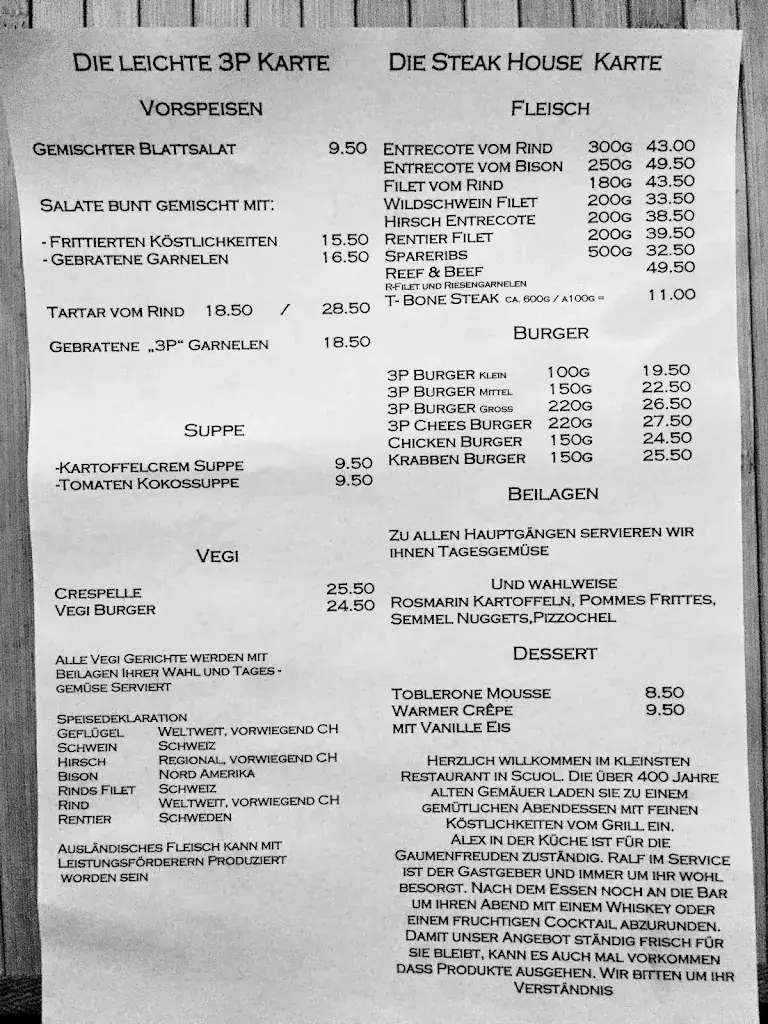 DIE LEICHTE 3P KARTE
VORSPEISEN
GEMISCHTER BLATTSALAT 9.50
SALATE BUNT GEMISCHT MIT:
- FRITTIERTEN KÖSTLICHKEITEN 15.50
- GEBRATENE GARNELEN 16.50
TARTAR VOM RIND 18.50 / 28.50
GEBRATENE „3P“ GARNELEN 18.50
SUPPE
-KARTOFFELCREM SUPPE 9.50
-TOMATEN KOKOSSUPPE 9.50
VEGI
CRESPELLE 25.50
VEGI BURGER 24.50
ALLE VEGI GERICHTE WERDEN MIT
BEILAGEN IHRER WAHL UND TAGES-
GEMÜSE SERVIERT
SPEISEDEKLARATION
GEFLÜGEL WELTWEIT, VORWIEGEND CH
SCHWEIN SCHWEIZ
HIRSCH REGIONAL, VORWIEGEND CH
BISON NORD AMERIKA
RINDS FILET SCHWEIZ
RIND WELTWEIT, VORWIEGEND CH
RENTIER SCHWEDEN
AUSLÄNDISCHES FLEISCH KANN MIT
LEISTUNGSFÖRDERERN PRODUZIERT
WORDEN SEIN
DIE STEAK HOUSE KARTE
FLEISCH
ENTRECOTE VOM RIND 300G 43.00
ENTRECOTE VOM BISON 250G 49.50
FILET VOM RIND 180G 43.50
WILDSCHWEIN FILET 200G 33.50
HIRSCH ENTRECOTE 200G 38.50
RENTIER FILET 200G 39.50
SPARERIBS 500G 32.50
REEF & BEEF 49.50
R-FILET UND RIESENGARNELEN
T- BONE STEAK CA. 600G / A100G = 11.00
BURGER
3P BURGER KLEIN 100G 19.50
3P BURGER MITTEL 150G 22.50
3P BURGER GROSS 220G 26.50
3P CHEES BURGER 220G 27.50
CHICKEN BURGER 150G 24.50
KRABBEN BURGER 150G 25.50
BEILAGEN
ZU ALLEN HAUPTGÄNGEN SERVIEREN WIR
IHNEN TAGESGEMÜSE
UND WAHLWEISE
ROSMARIN KARTOFFELN, POMMES FRITTES,
SEMMEL NUGGETS,PIZZOCHEL
DESSERT
TOBLERONE MOUSSE 8.50
WARMER CRÊPE 9.50
MIT VANILLE EIS
HERZLICH WILLKOMMEN IM KLEINSTEN
RESTAURANT IN SCUOL. DIE ÜBER 400 JAHRE
ALTEN GEMÄUER LADEN SIE ZU EINEM
GEMÜTLICHEN ABENDESSEN MIT FEINEN
KÖSTLICHKEITEN VOM GRILL EIN.
ALEX IN DER KÜCHE IST FÜR DIE
GAUMENFREUDEN ZUSTÄNDIG. RALF IM SERVICE
IST DER GASTGEBER UND IMMER UM IHR WOHL
BESORGT. NACH DEM ESSEN NOCH AN DIE BAR
UM IHREN ABEND MIT EINEM WHISKEY ODER
EINEM FRUCHTIGEN COCKTAIL ABZURUNDEN.
DAMIT UNSER ANGEBOT STÄNDIG FRISCH FÜR
SIE BLEIBT, KANN ES AUCH MAL VORKOMMEN
DASS PRODUKTE AUSGEHEN. WIR BITTEN UM IHR
VERSTÄNDNIS